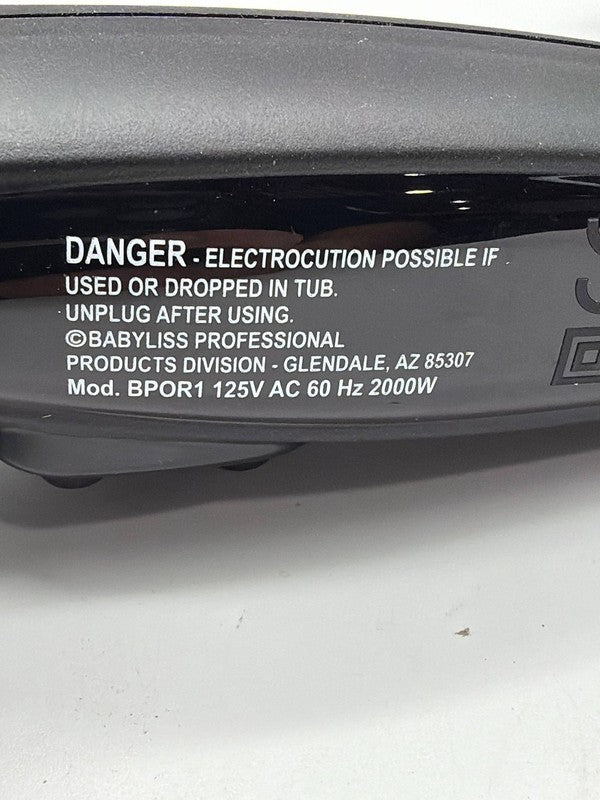 DANGER - ELECTROCUTION POSSIBLE IF
USED OR DROPPED IN TUB.
UNPLUG AFTER USING.
©BABYLISS PROFESSIONAL
PRODUCTS DIVISION - GLENDALE, AZ 85307
Mod. BPOR1 125V AC 60 Hz 2000W